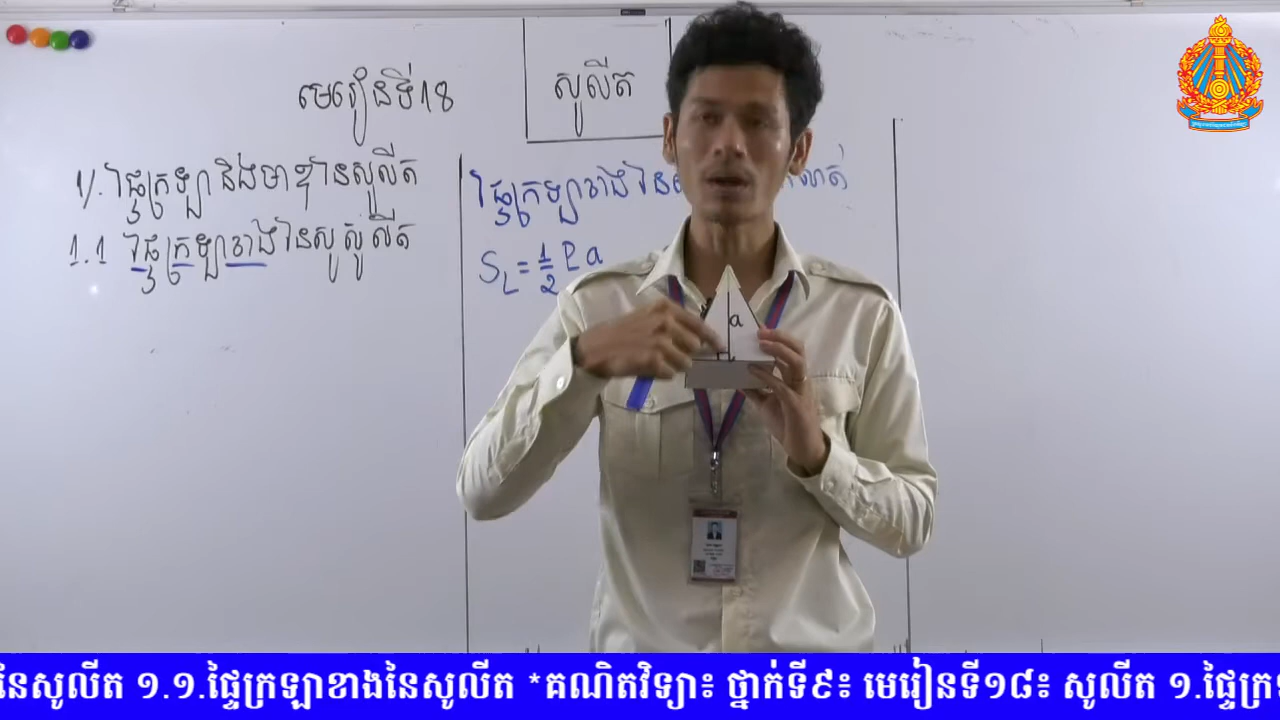 មេរៀនទី18
សូលីត
1/. ផ្ទៃក្រឡានិងមាឌនៃសូលីត
1.1 ផ្ទៃក្រឡាខាងនៃសូលីត
ផ្ទៃក្រឡាខាងនៃ
S_L = 1/2 Pa
a
នៃសូលីត ១.១.ផ្ទៃក្រឡាខាងនៃសូលីត *គណិតវិទ្យា៖ ថ្នាក់ទី៩៖ មេរៀនទី១៨៖ សូលីត ១.ផ្ទៃក្រ